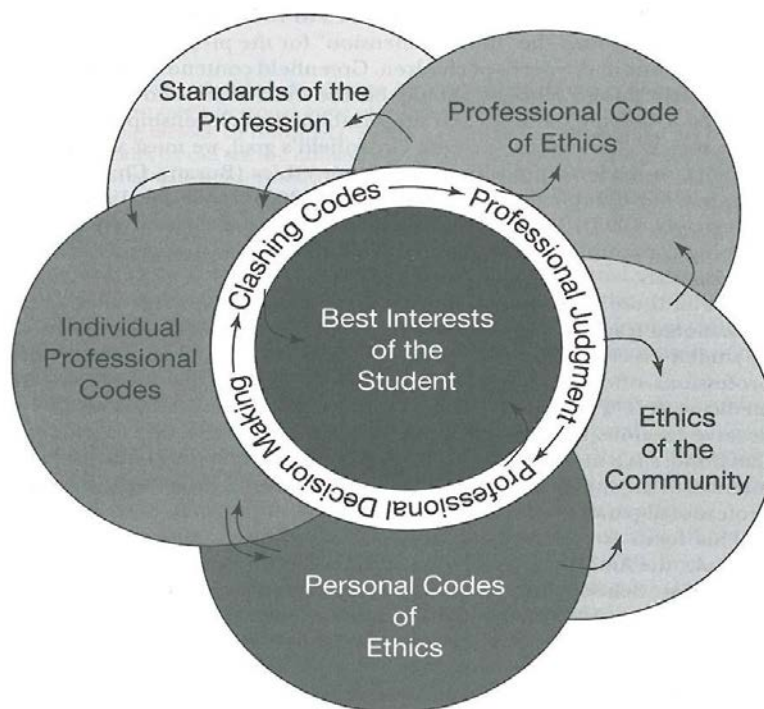 Standards of the
Profession
Professional Code
of Ethics
Clashing Codes
Professional Judgment
Professional Decision Making
Best Interests
of the
Student
Individual
Professional
Codes
Ethics
of the
Community
Personal Codes
of
Ethics